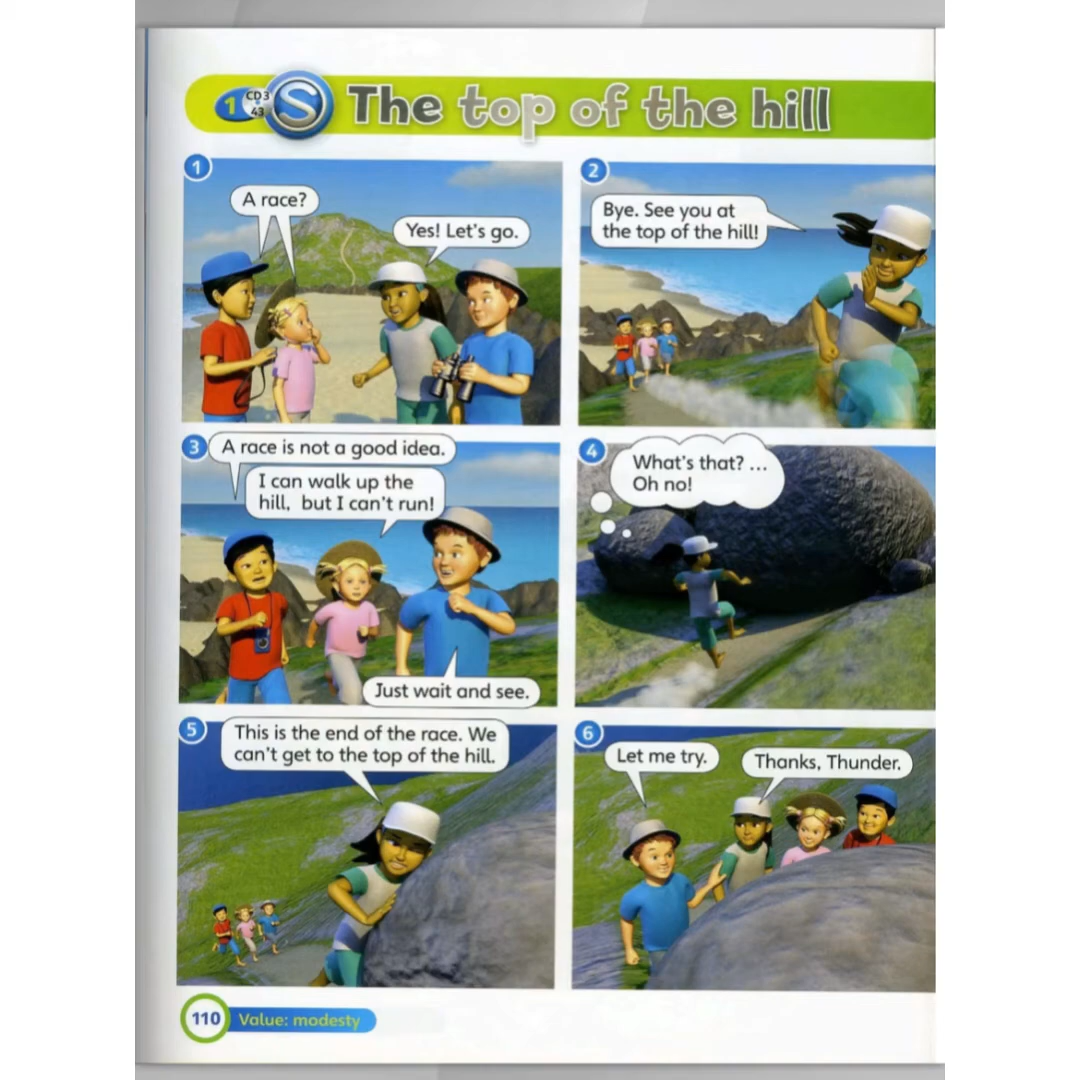 1 CD 3
43
S The top of the hill
1
A race?
Yes! Let's go.
2
Bye. See you at
the top of the hill!
3
A race is not a good idea.
I can walk up the
hill, but I can't run!
Just wait and see.
4
What's that? ...
Oh no!
5
This is the end of the race. We
can't get to the top of the hill.
6
Let me try.
Thanks, Thunder.
110 Value: modesty